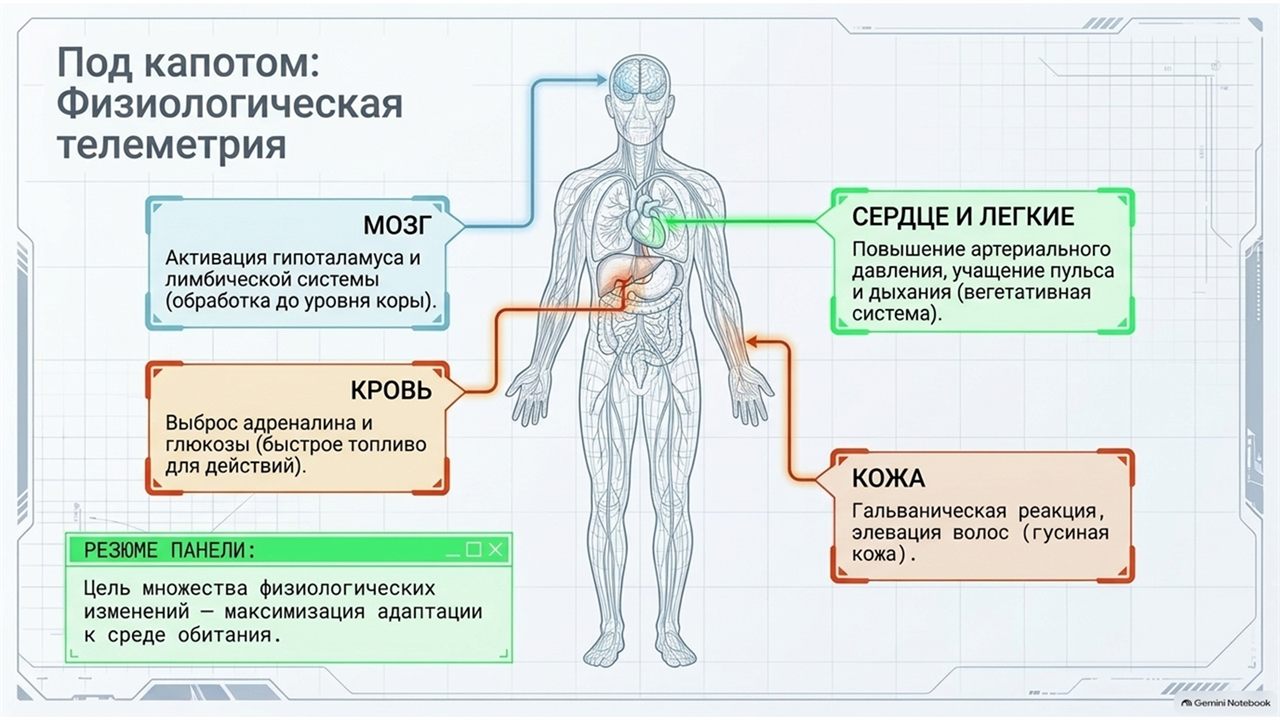 Под капотом:
Физиологическая
телеметрия
МОЗГ
Активация гипоталамуса и
лимбической системы
(обработка до уровня коры).
СЕРДЦЕ И ЛЕГКИЕ
Повышение артериального
давления, учащение пульса
и дыхания (вегетативная
система).
КРОВЬ
Выброс адреналина и
глюкозы (быстрое топливо
для действий).
КОЖА
Гальваническая реакция,
элевация волос (гусиная
кожа).
РЕЗЮМЕ ПАНЕЛИ:
Цель множества физиологических
изменений — максимизация адаптации
к среде обитания.
Gemini Notebook